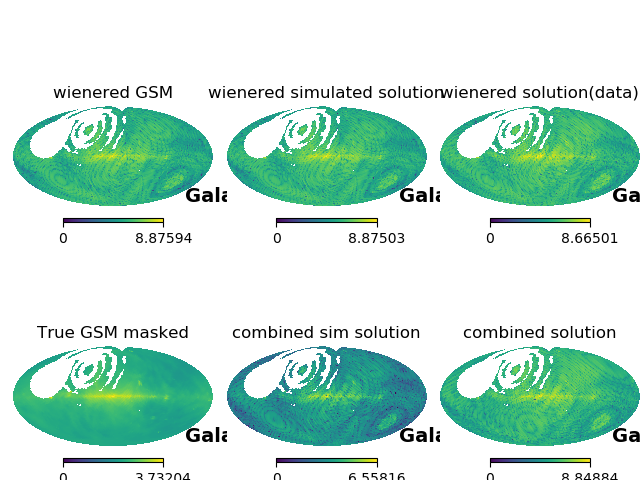 wienered GSM
wienered simulated solution
wienered solution(data)
Gala
Gala
Ga
0 8.87594
0 8.87503
0 8.66501
True GSM masked
combined sim solution
combined solution
Gala
Gala
Ga
0 3.73204
0 6.55816
0 8.84884